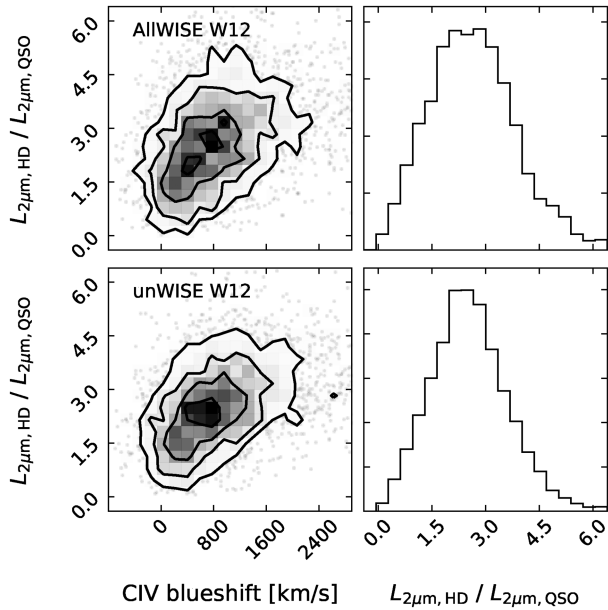 AllWISE W12
L2μm, HD / L2μm, QSO
6.0
4.5
3.0
1.5
0.0
unWISE W12
L2μm, HD / L2μm, QSO
6.0
4.5
3.0
1.5
0.0
0 800 1600 2400
0.0 1.5 3.0 4.5 6.0
CIV blueshift [km/s]
L2μm, HD / L2μm, QSO